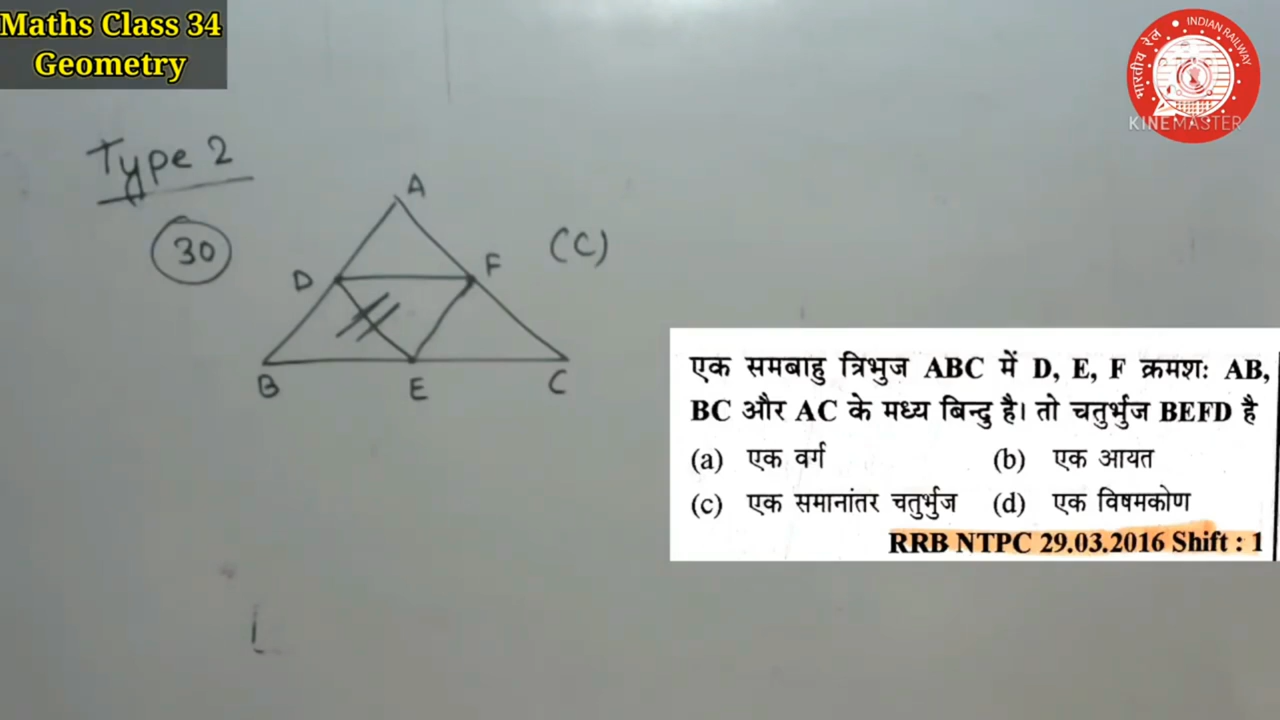 Maths Class 34
Geometry
भारतीय रेल
INDIAN RAILWAY
KINEMASTER
Type 2
30
A
(C)
D
F
B
E
C
एक समबाहु त्रिभुज ABC में D, E, F क्रमशः AB,
BC और AC के मध्य बिन्दु है। तो चतुर्भुज BEFD है
(a) एक वर्ग (b) एक आयत
(c) एक समानांतर चतुर्भुज (d) एक विषमकोण
RRB NTPC 29.03.2016 Shift : 1